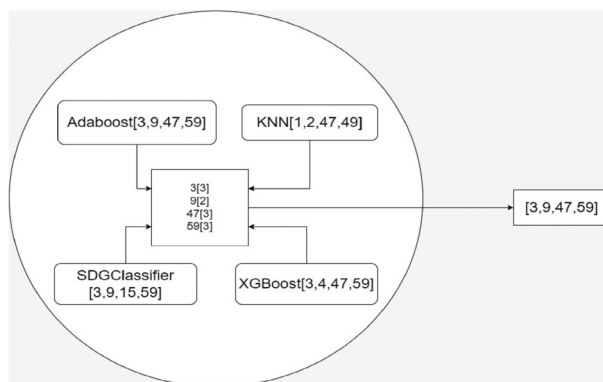 Adaboost[3,9,47,59]
KNN[1,2,47,49]
3[3]
9[2]
47[3]
59[3]
[3,9,47,59]
SDGClassifier
[3,9,15,59]
XGBoost[3,4,47,59]